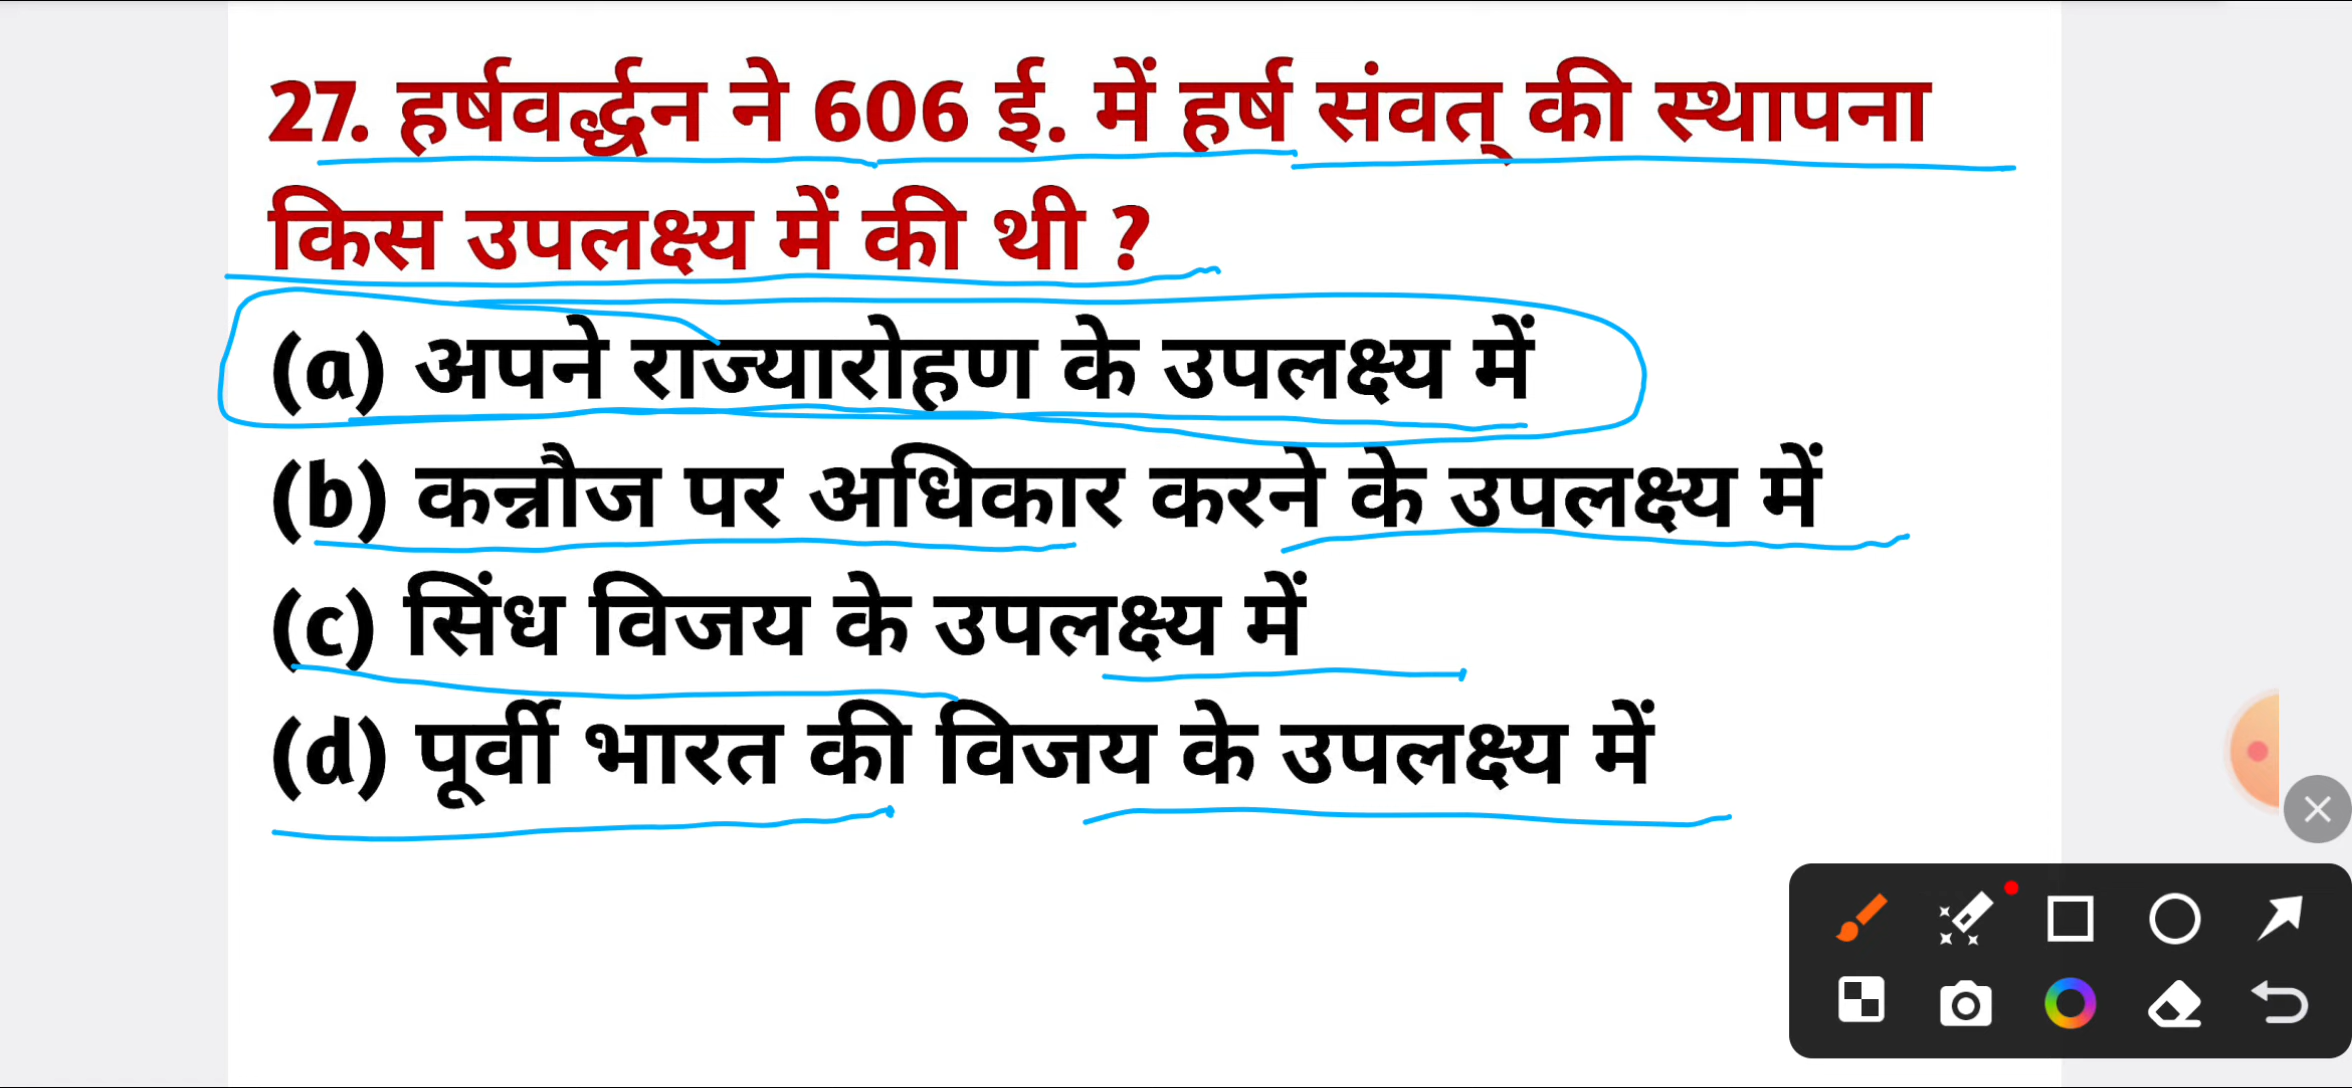 27. हर्षवर्द्धन ने 606 ई. में हर्ष संवत् की स्थापना
किस उपलक्ष्य में की थी ?
(a) अपने राज्यारोहण के उपलक्ष्य में
(b) कन्नौज पर अधिकार करने के उपलक्ष्य में
(c) सिंध विजय के उपलक्ष्य में
(d) पूर्वी भारत की विजय के उपलक्ष्य में